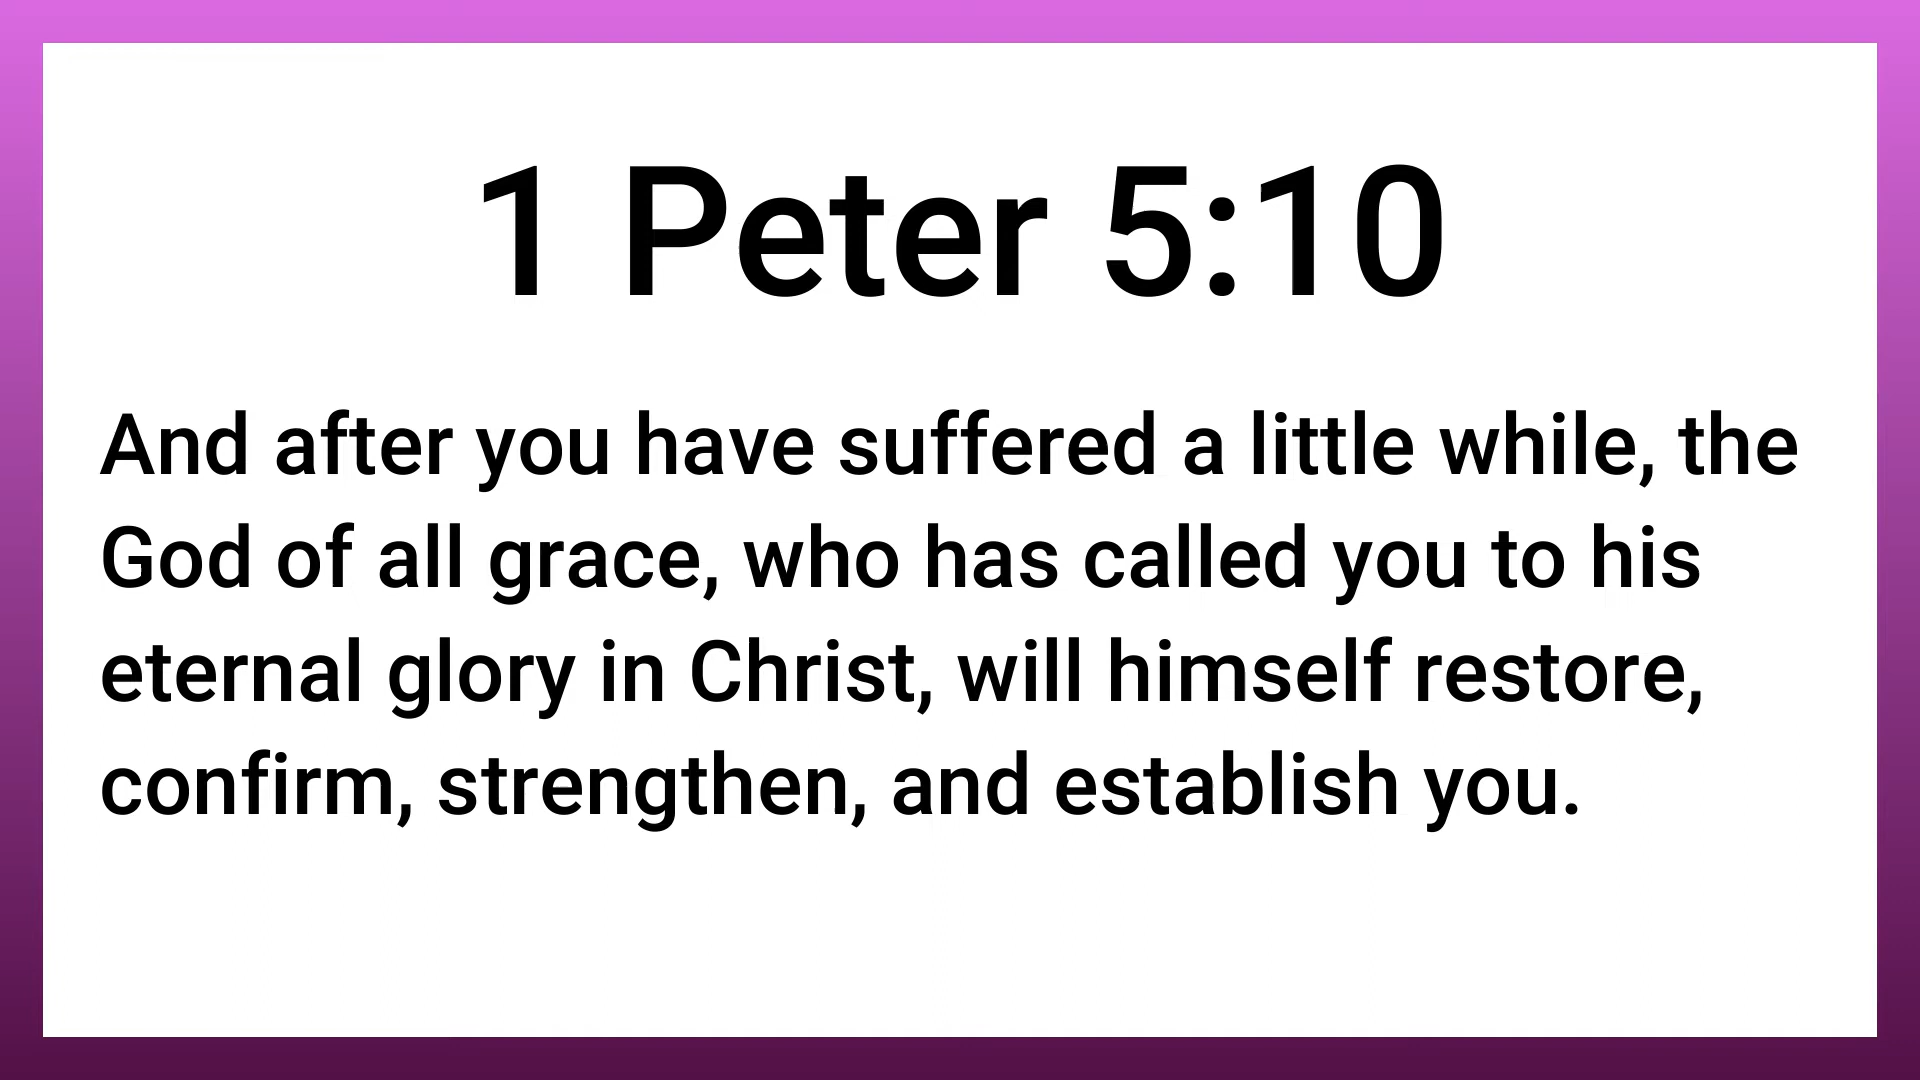 1 Peter 5:10
And after you have suffered a little while, the
God of all grace, who has called you to his
eternal glory in Christ, will himself restore,
confirm, strengthen, and establish you.